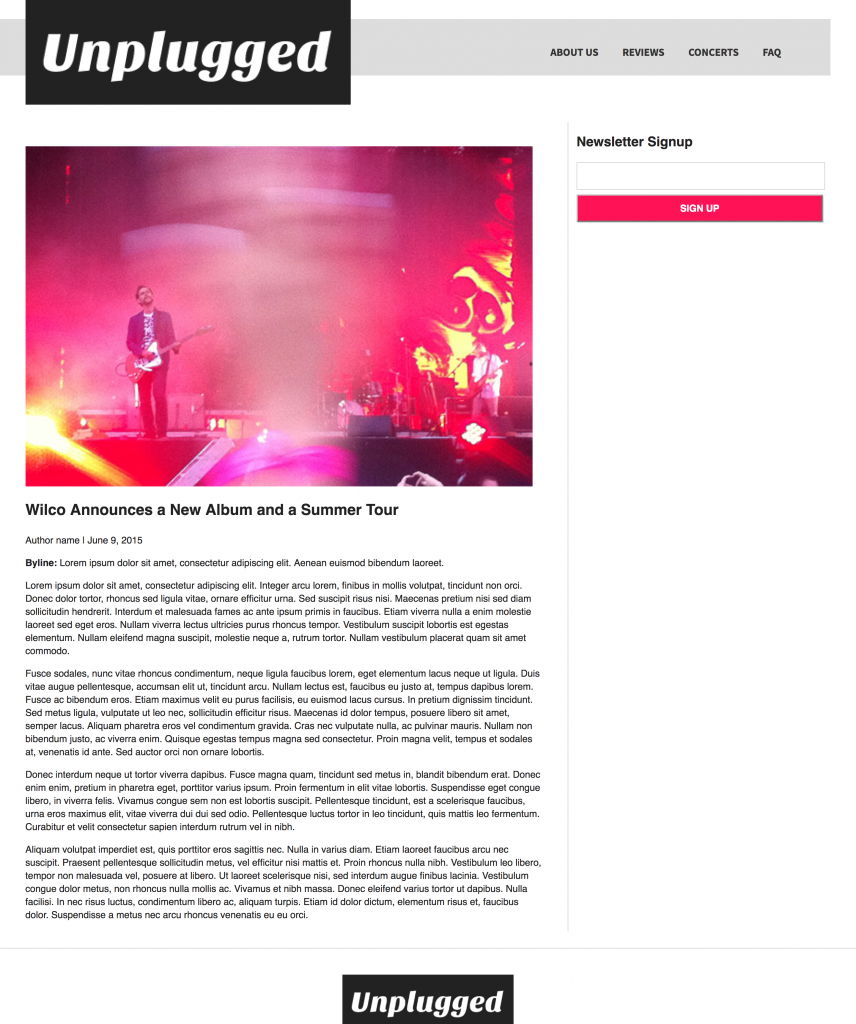 Unplugged
ABOUT US REVIEWS CONCERTS FAQ
Newsletter Signup
SIGN UP
Wilco Announces a New Album and a Summer Tour
Author name | June 9, 2015
Byline: Lorem ipsum dolor sit amet, consectetur adipiscing elit. Aenean euismod bibendum laoreet.
Lorem ipsum dolor sit amet, consectetur adipiscing elit. Integer arcu lorem, finibus in mollis volutpat, tincidunt non orci.
Donec dolor tortor, rhoncus sed ligula vitae, ornare efficitur urna. Sed suscipit risus nisi. Maecenas pretium nisi sed diam
sollicitudin hendrerit. Interdum et malesuada fames ac ante ipsum primis in faucibus. Etiam viverra nulla a enim molestie
laoreet sed eget eros. Nullam viverra lectus ultricies purus rhoncus tempor. Vestibulum suscipit lobortis est egestas
elementum. Nullam eleifend magna suscipit, molestie neque a, rutrum tortor. Nullam vestibulum placerat quam sit amet
commodo.
Fusce sodales, nunc vitae rhoncus condimentum, neque ligula faucibus lorem, eget elementum lacus neque ut ligula. Duis
vitae augue pellentesque, accumsan elit ut, tincidunt arcu. Nullam lectus est, faucibus eu justo at, tempus dapibus lorem.
Fusce ac bibendum eros. Etiam maximus velit eu purus facilisis, eu euismod lacus cursus. In pretium dignissim tincidunt.
Sed metus ligula, vulputate ut leo nec, sollicitudin efficitur risus. Maecenas id dolor tempus, posuere libero sit amet,
semper lacus. Aliquam pharetra eros vel condimentum gravida. Cras nec vulputate nulla, ac pulvinar mauris. Nullam non
bibendum justo, ac viverra enim. Quisque egestas tempus magna sed consectetur. Proin magna velit, tempus et sodales
at, venenatis id ante. Sed auctor orci non ornare lobortis.
Donec interdum neque ut tortor viverra dapibus. Fusce magna quam, tincidunt sed metus in, blandit bibendum erat. Donec
enim enim, pretium in pharetra eget, porttitor varius ipsum. Proin fermentum in elit vitae lobortis. Suspendisse eget congue
libero, in viverra felis. Vivamus congue sem non est lobortis suscipit. Pellentesque tincidunt, est a scelerisque faucibus,
urna eros maximus elit, vitae viverra dui dui sed odio. Pellentesque luctus tortor in leo tincidunt, quis mattis leo fermentum.
Curabitur et velit consectetur sapien interdum rutrum vel in nibh.
Aliquam volutpat imperdiet est, quis porttitor eros sagittis nec. Nulla in varius diam. Etiam laoreet faucibus arcu nec
suscipit. Praesent pellentesque sollicitudin metus, vel efficitur nisi mattis et. Proin rhoncus nulla nibh. Vestibulum leo libero,
tempor non malesuada vel, posuere at libero. Ut laoreet scelerisque nisi, sed interdum augue finibus lacinia. Vestibulum
congue dolor metus, non rhoncus nulla mollis ac. Vivamus et nibh massa. Donec eleifend varius tortor ut dapibus. Nulla
facilisi. In nec risus luctus, condimentum libero ac, aliquam turpis. Etiam id dolor dictum, elementum risus et, faucibus
dolor. Suspendisse a metus nec arcu rhoncus venenatis eu eu orci.
Unplugged